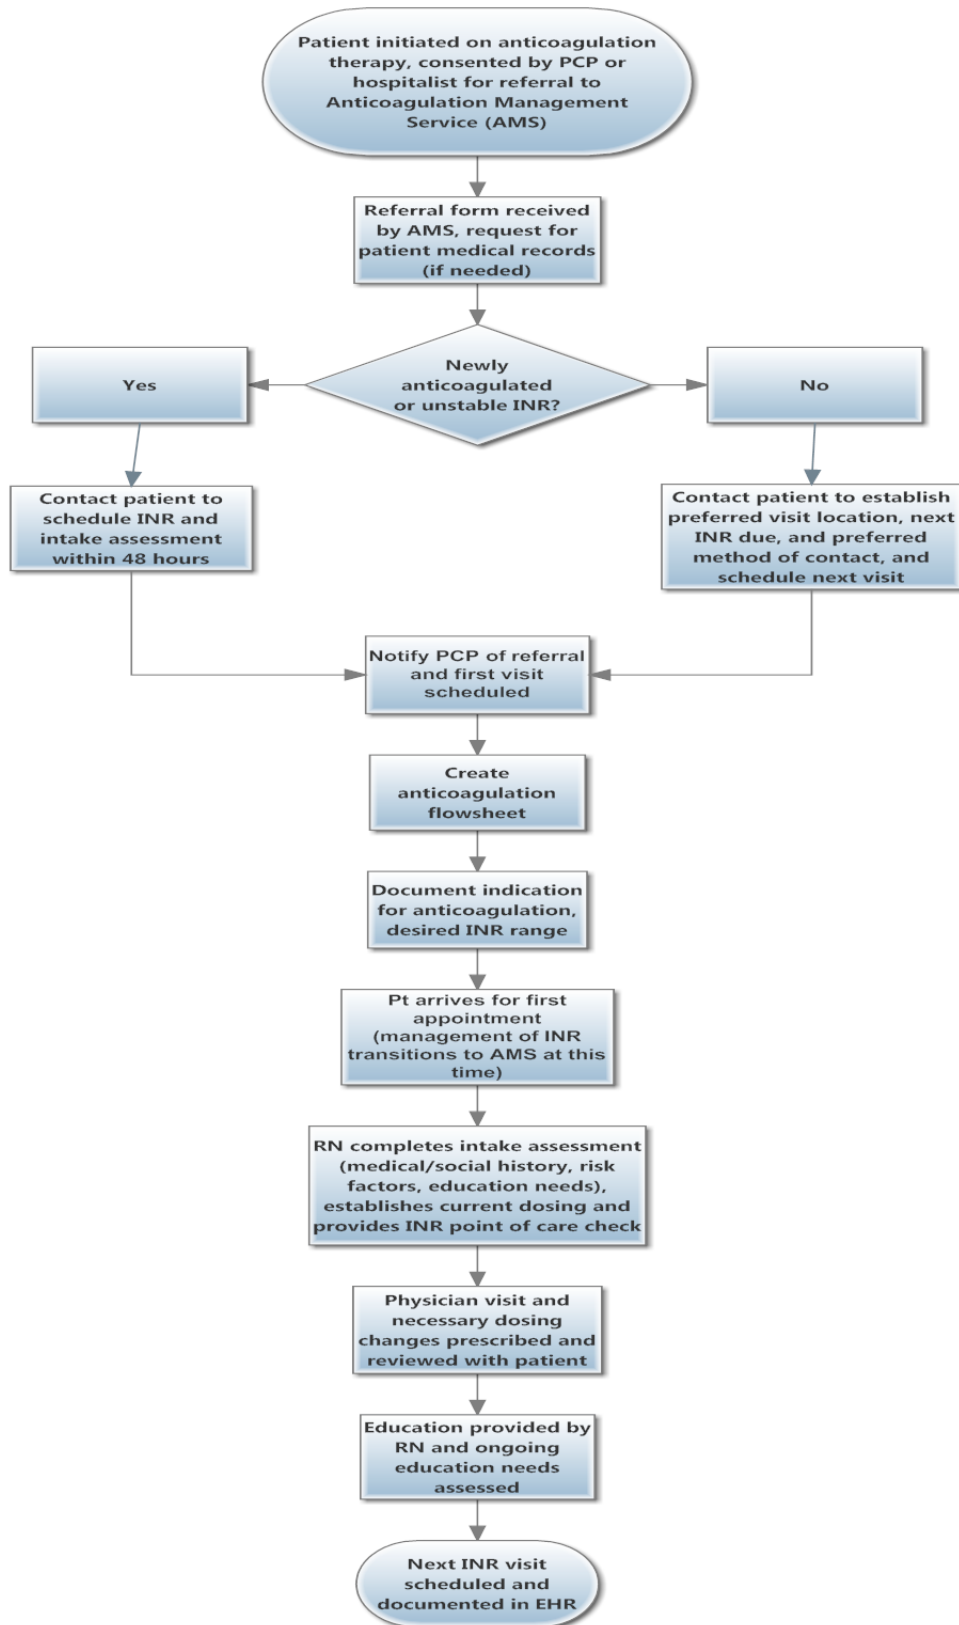 Patient initiated on anticoagulation
therapy, consented by PCP or
hospitalist for referral to
Anticoagulation Management
Service (AMS)
Referral form received
by AMS, request for
patient medical records
(if needed)
Newly
anticoagulated
or unstable INR?
Yes
No
Contact patient to
schedule INR and
intake assessment
within 48 hours
Contact patient to establish
preferred visit location, next
INR due, and preferred
method of contact, and
schedule next visit
Notify PCP of referral
and first visit
scheduled
Create
anticoagulation
flowsheet
Document indication
for anticoagulation,
desired INR range
Pt arrives for first
appointment
(management of INR
transitions to AMS at this
time)
RN completes intake assessment
(medical/social history, risk
factors, education needs),
establishes current dosing and
provides INR point of care check
Physician visit and
necessary dosing
changes prescribed and
reviewed with patient
Education provided by
RN and ongoing
education needs
assessed
Next INR visit
scheduled and
documented in EHR